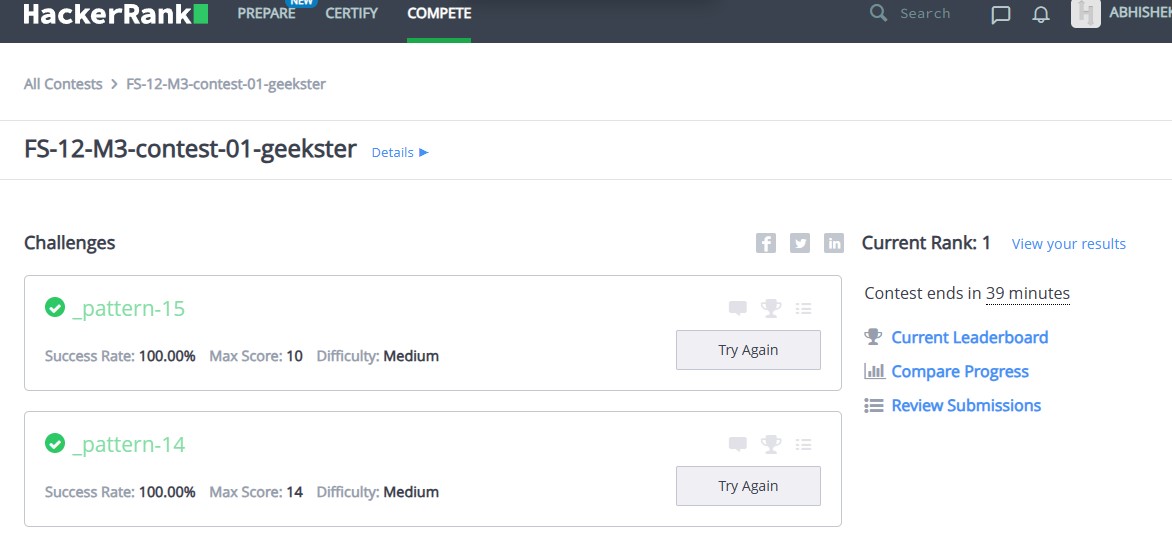 HackerRank PREPARE NEW CERTIFY COMPETE Search ABHISHEK
All Contests > FS-12-M3-contest-01-geekster
FS-12-M3-contest-01-geekster Details ▶
Challenges
_pattern-15
Success Rate: 100.00% Max Score: 10 Difficulty: Medium
Try Again
_pattern-14
Success Rate: 100.00% Max Score: 14 Difficulty: Medium
Try Again
Current Rank: 1 View your results
Contest ends in 39 minutes
Current Leaderboard
Compare Progress
Review Submissions